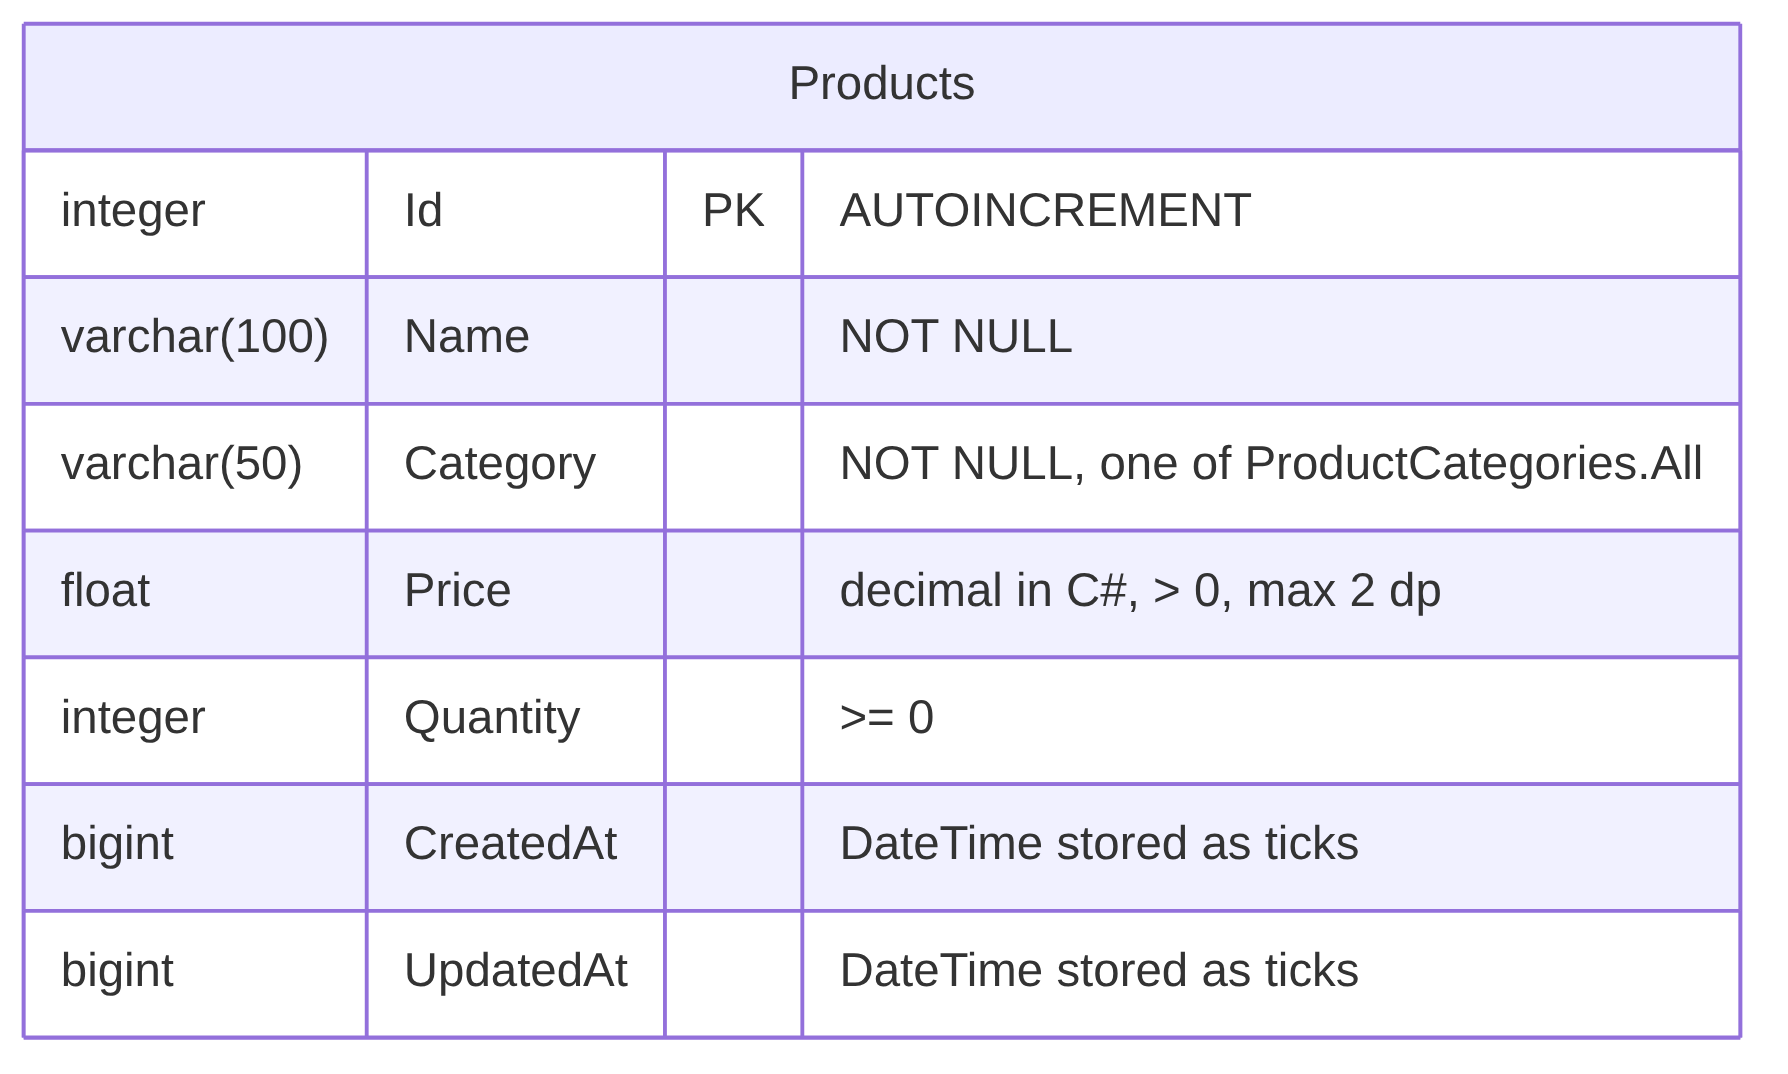 Products
integer Id PK AUTOINCREMENT
varchar(100) Name NOT NULL
varchar(50) Category NOT NULL, one of ProductCategories.All
float Price decimal in C#, > 0, max 2 dp
integer Quantity >= 0
bigint CreatedAt DateTime stored as ticks
bigint UpdatedAt DateTime stored as ticks